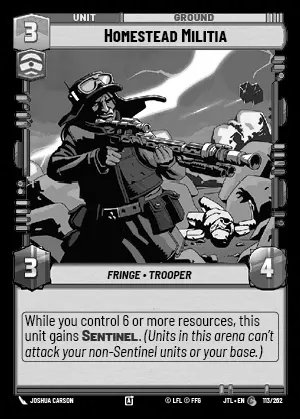 UNIT
GROUND
3
HOMESTEAD MILITIA
3
4
FRINGE • TROOPER
While you control 6 or more resources, this
unit gains SENTINEL. (Units in this arena can't
attack your non-Sentinel units or your base.)
JOSHUA CARSON
© LFL © FFG
JTL • EN
113/262